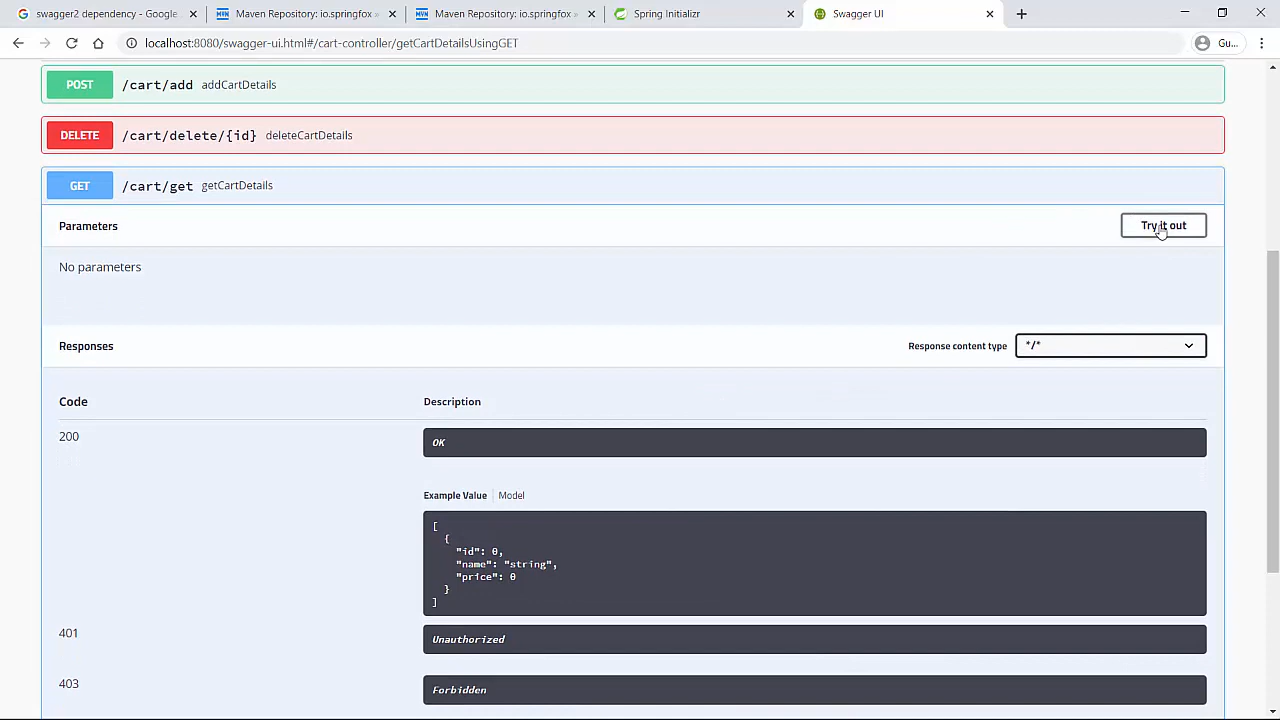 swagger2 dependency - Google
Maven Repository: io.springfox »
Maven Repository: io.springfox »
Spring Initializr
Swagger UI
localhost:8080/swagger-ui.html#/cart-controller/getCartDetailsUsingGET
Gu...
POST /cart/add addCartDetails
DELETE /cart/delete/{id} deleteCartDetails
GET /cart/get getCartDetails
Parameters
Try it out
No parameters
Responses
Response content type
*/*
Code Description
200
OK
Example Value Model
[
{
"id": 0,
"name": "string",
"price": 0
}
]
401
Unauthorized
403
Forbidden